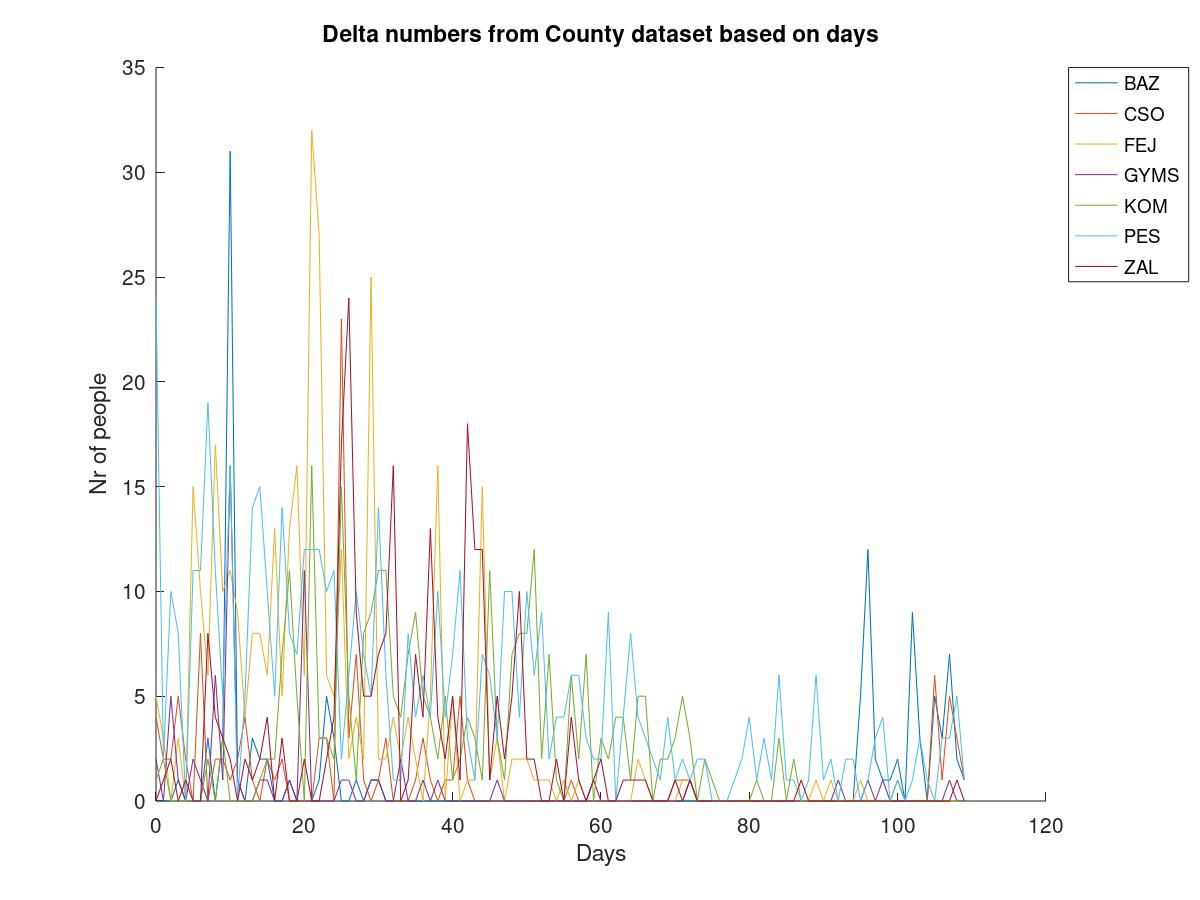 Delta numbers from County dataset based on days
35
30
25
20
15
10
5
0
Nr of people
0 20 40 60 80 100 120
Days
BAZ
CSO
FEJ
GYMS
KOM
PES
ZAL